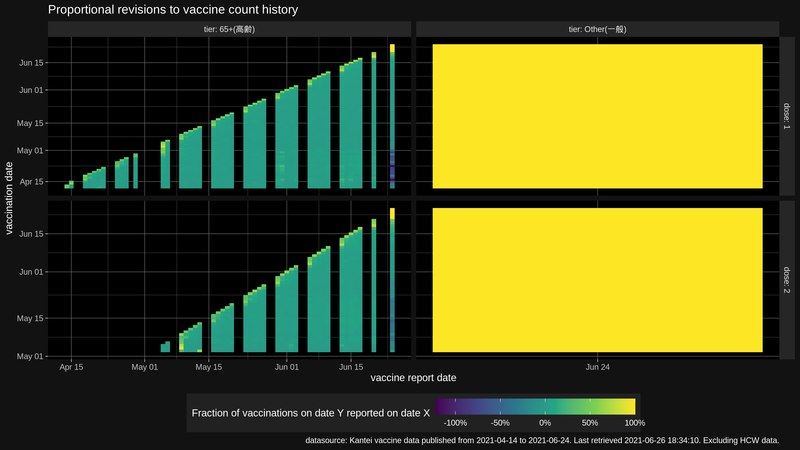 Proportional revisions to vaccine count history
tier: 65+(高齢)
tier: Other(一般)
Jun 15
Jun 01
May 15
May 01
Apr 15
dose: 1
vaccination date
Jun 15
Jun 01
May 15
May 01
dose: 2
Apr 15
May 01
May 15
Jun 01
Jun 15
Jun 24
vaccine report date
Fraction of vaccinations on date Y reported on date X
-100%
-50%
0%
50%
100%
datasource: Kantei vaccine data published from 2021-04-14 to 2021-06-24. Last retrieved 2021-06-26 18:34:10. Excluding HCW data.